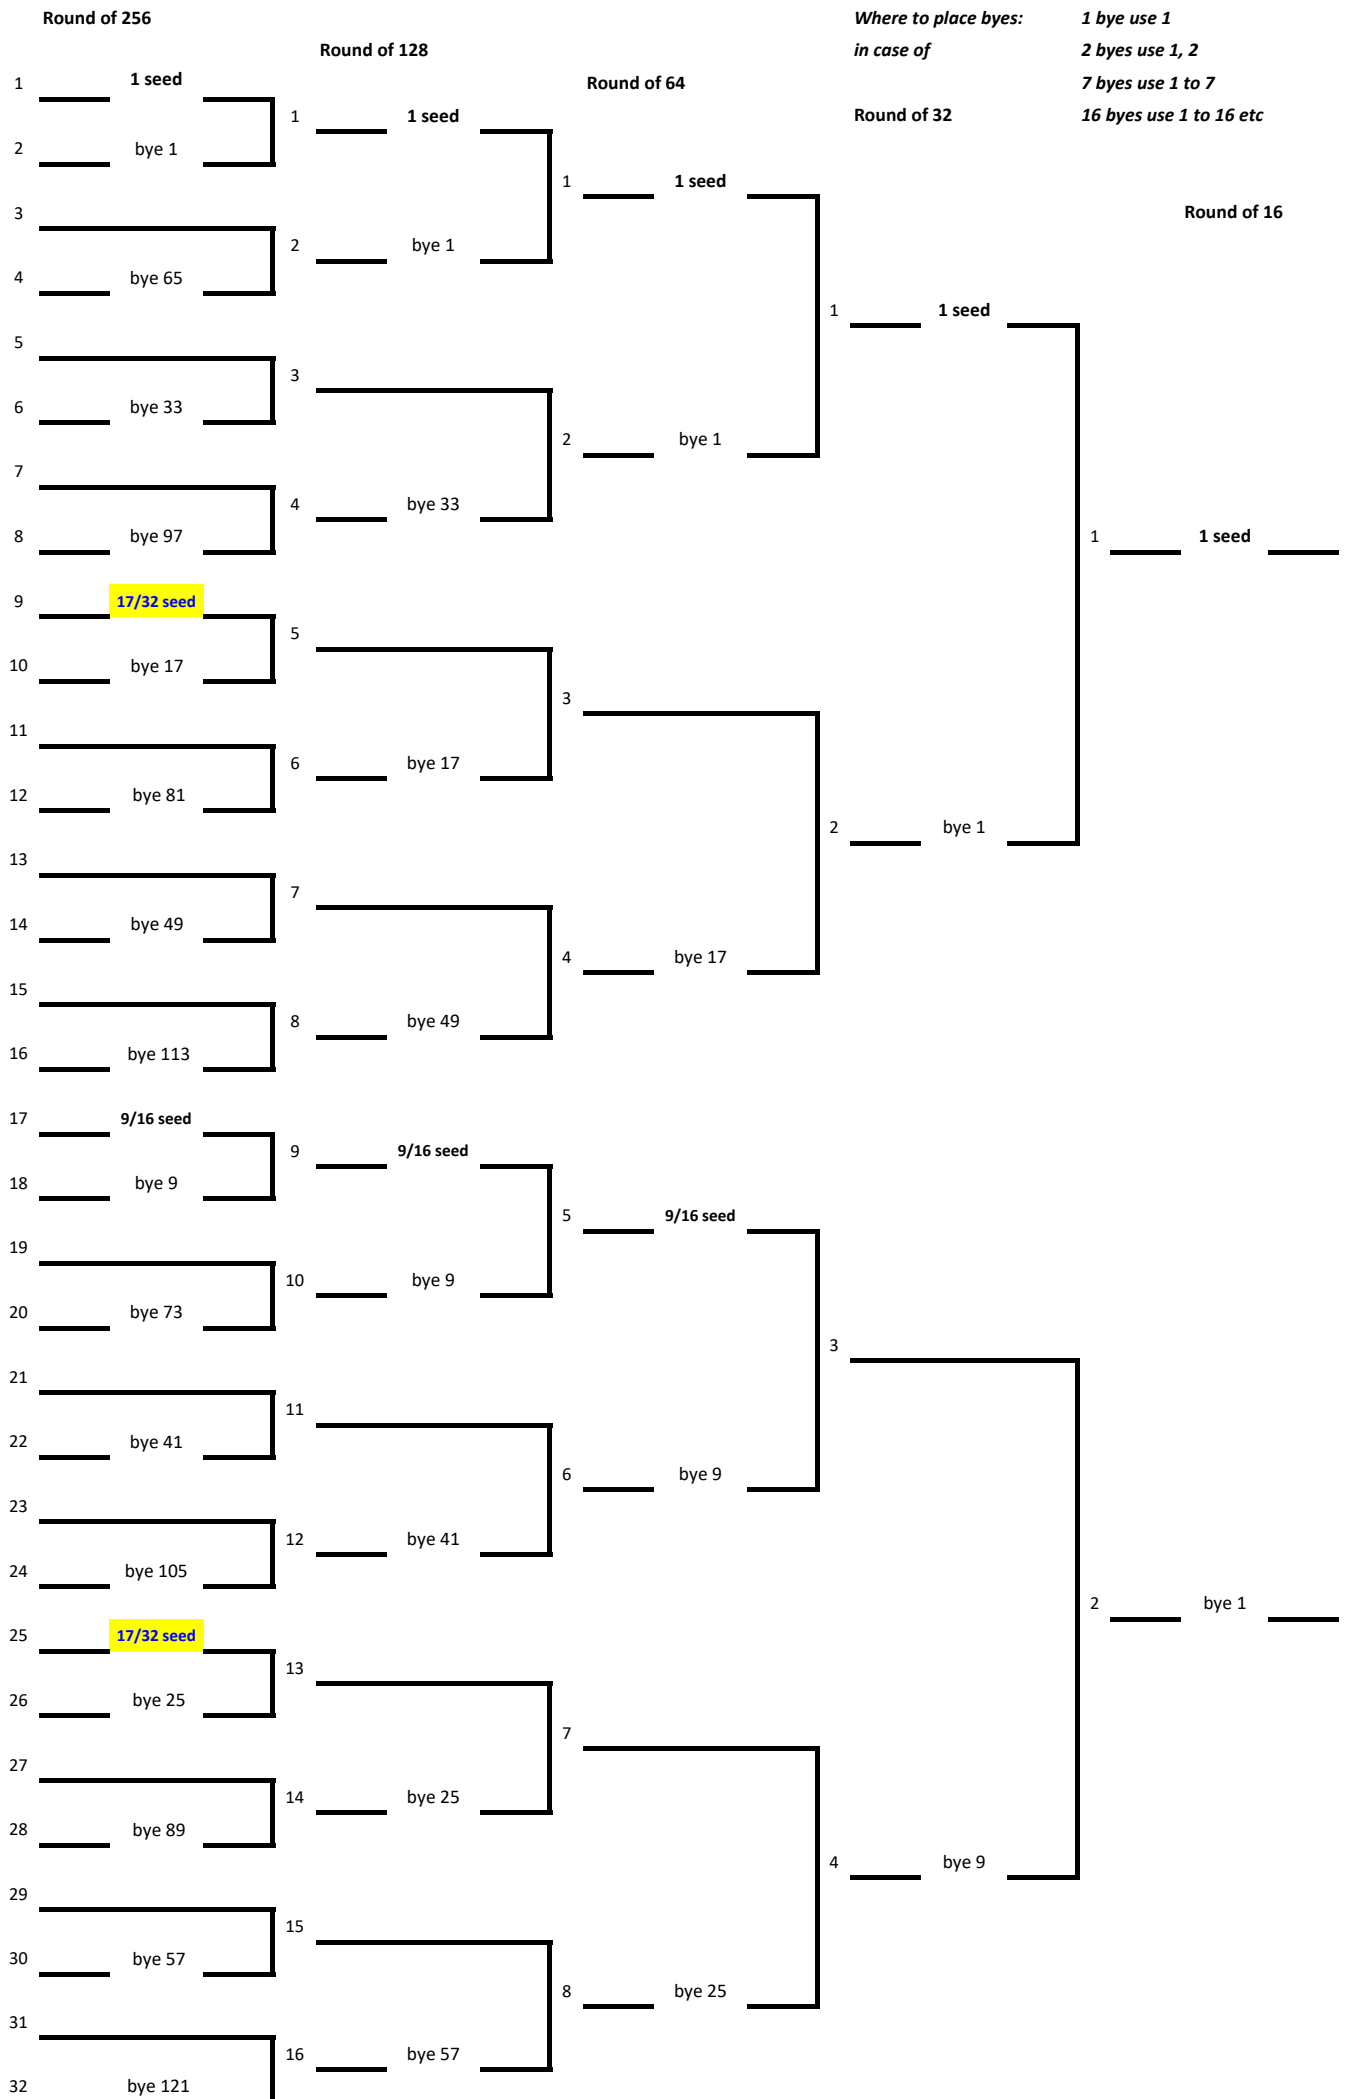 Round of 256
Where to place byes: 1 bye use 1
Round of 128
in case of 2 byes use 1, 2
Round of 64
7 byes use 1 to 7
Round of 32
16 byes use 1 to 16 etc
Round of 16
1 1 seed
2 bye 1
3
4 bye 65
5
6 bye 33
7
8 bye 97
9 17/32 seed
10 bye 17
11
12 bye 81
13
14 bye 49
15
16 bye 113
17 9/16 seed
18 bye 9
19
20 bye 73
21
22 bye 41
23
24 bye 105
25 17/32 seed
26 bye 25
27
28 bye 89
29
30 bye 57
31
32 bye 121
1 1 seed
2 bye 1
3
4 bye 33
5
6 bye 17
7
8 bye 49
9 9/16 seed
10 bye 9
11
12 bye 41
13
14 bye 25
15
16 bye 57
1 1 seed
2 bye 1
3
4 bye 17
5 9/16 seed
6 bye 9
7
8 bye 25
1 1 seed
2 bye 1
3
4 bye 9
1 1 seed
2 bye 1